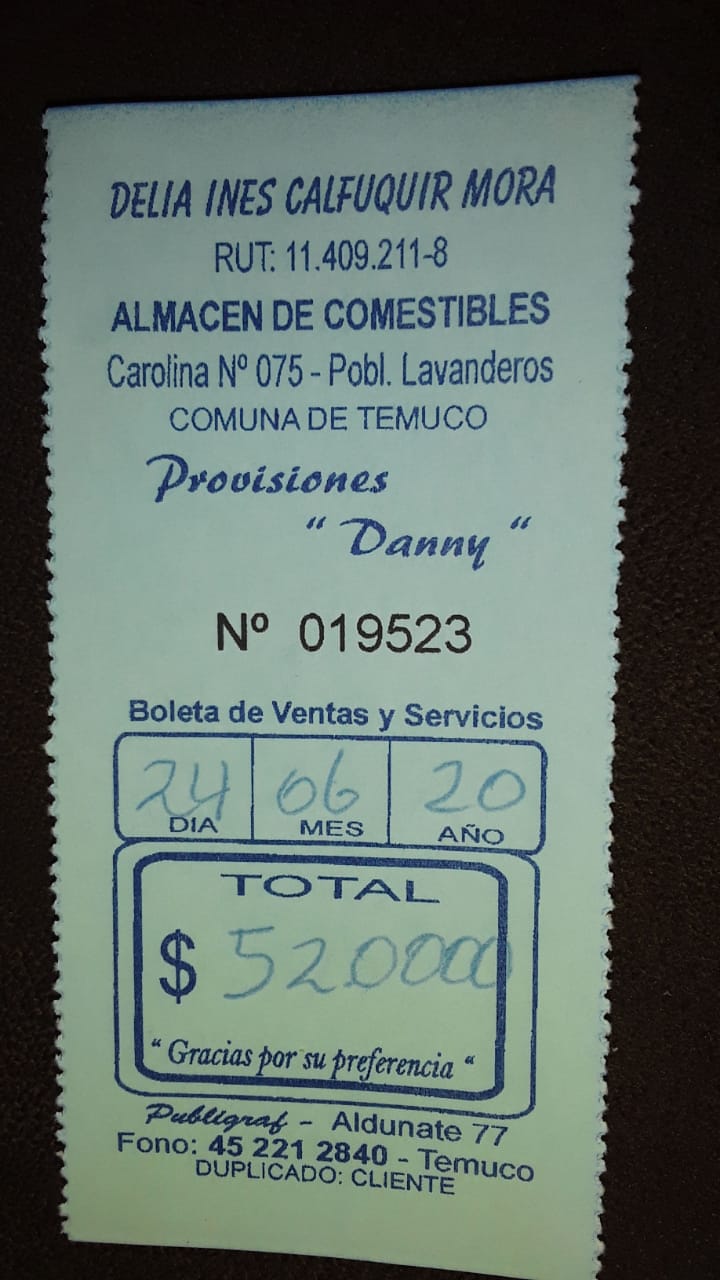 DELIA INES CALFUQUIR MORA
RUT: 11.409.211-8
ALMACEN DE COMESTIBLES
Carolina Nº 075 - Pobl. Lavanderos
COMUNA DE TEMUCO
Provisiones
“ Danny “
Nº 019523
Boleta de Ventas y Servicios
24 06 20
DIA MES AÑO
TOTAL
$
“ Gracias por su preferencia “
Publigraf - Aldunate 77
Fono: 45 221 2840 - Temuco
DUPLICADO: CLIENTE